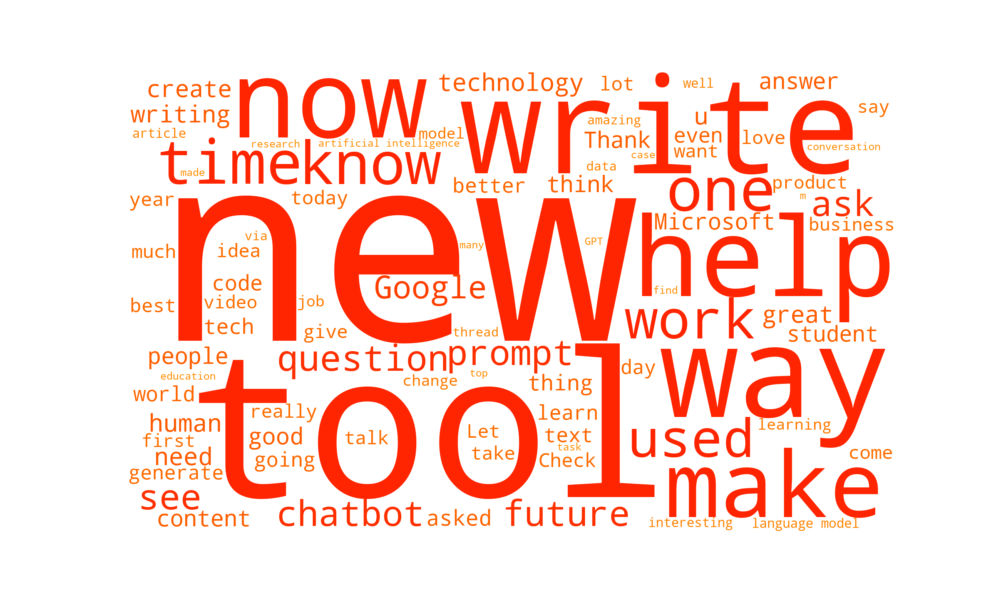 create
now
technology
lot
well
write
answer
writing
amazing
u
say
article
model
Thank
even
love
research
artificial intelligence
conversation
time
know
case
want
made
data
better
think
one
product
year
today
m
ask
new
Microsoft
business
much
via
idea
many
GPT
help
code
Google
find
best
video
job
work
great
tech
give
thread
student
people
question
prompt
way
education
change
top
thing
day
world
tool
human
really
learn
first
good
talk
Let
text
used
learning
need
going
take
task
Check
come
generate
make
see
content
chatbot
asked
future
interesting
language model